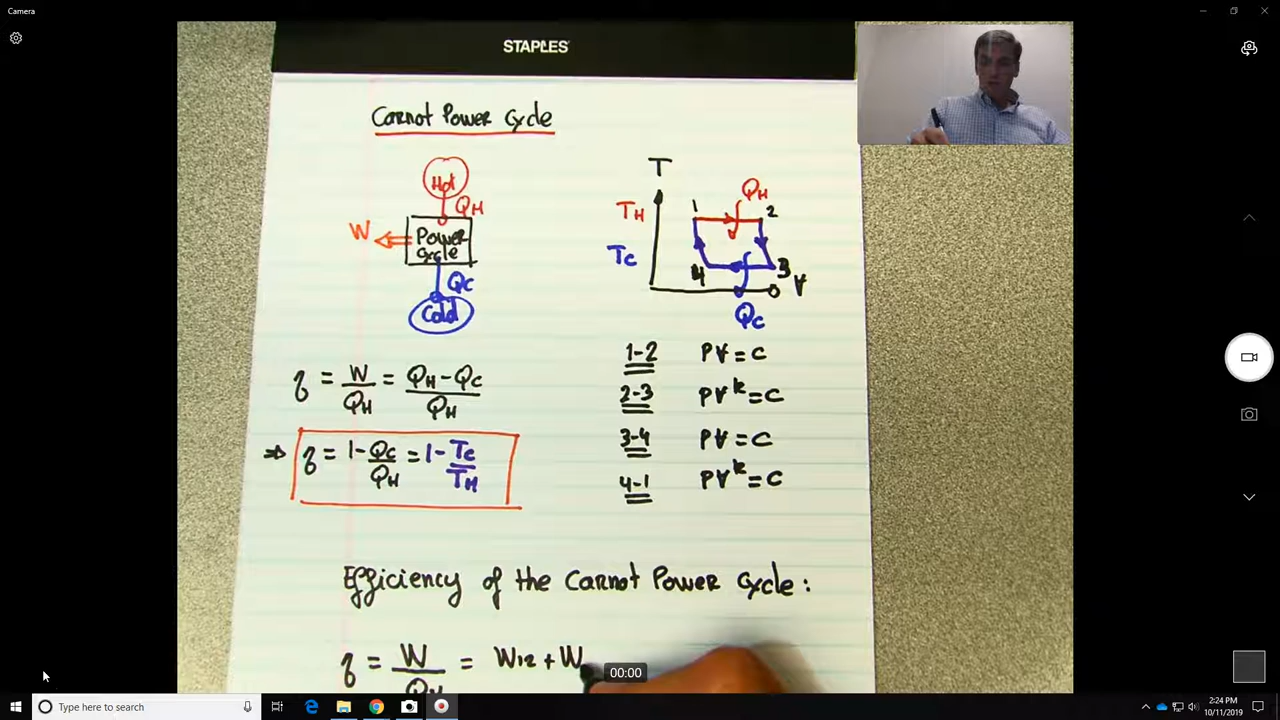 Camera
STAPLES
Carnot Power Cycle
Hot
QH
W
Power
Cycle
QC
Cold
T
TH
TC
1
QH
2
4
3
V
QC
η = W/QH = QH - QC/QH
⇒ η = 1 - QC/QH = 1 - TC/TH
1-2 PV = C
2-3 PV^k = C
3-4 PV = C
4-1 PV^k = C
Efficiency of the Carnot Power Cycle:
η = W/QH = W12 + W
00:00
Type here to search
2:24 PM
10/11/2019